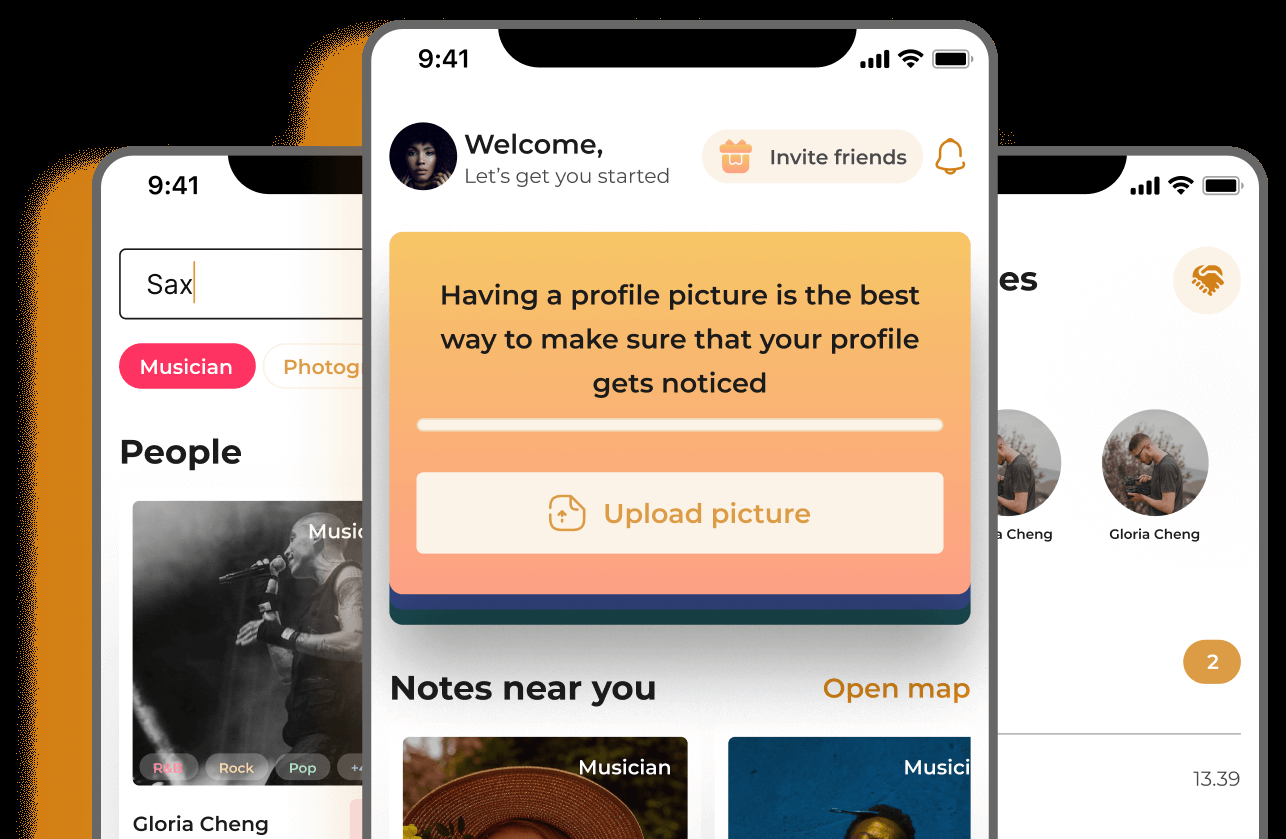 9:41
Sax
Musician
Photog
People
Musi
R&B
Rock
Pop
Gloria Cheng
9:41
Welcome,
Let's get you started
Invite friends
Having a profile picture is the best
way to make sure that your profile
gets noticed
Upload picture
Notes near you
Open map
Musician
Musici
es
a Cheng
Gloria Cheng
2
13.39